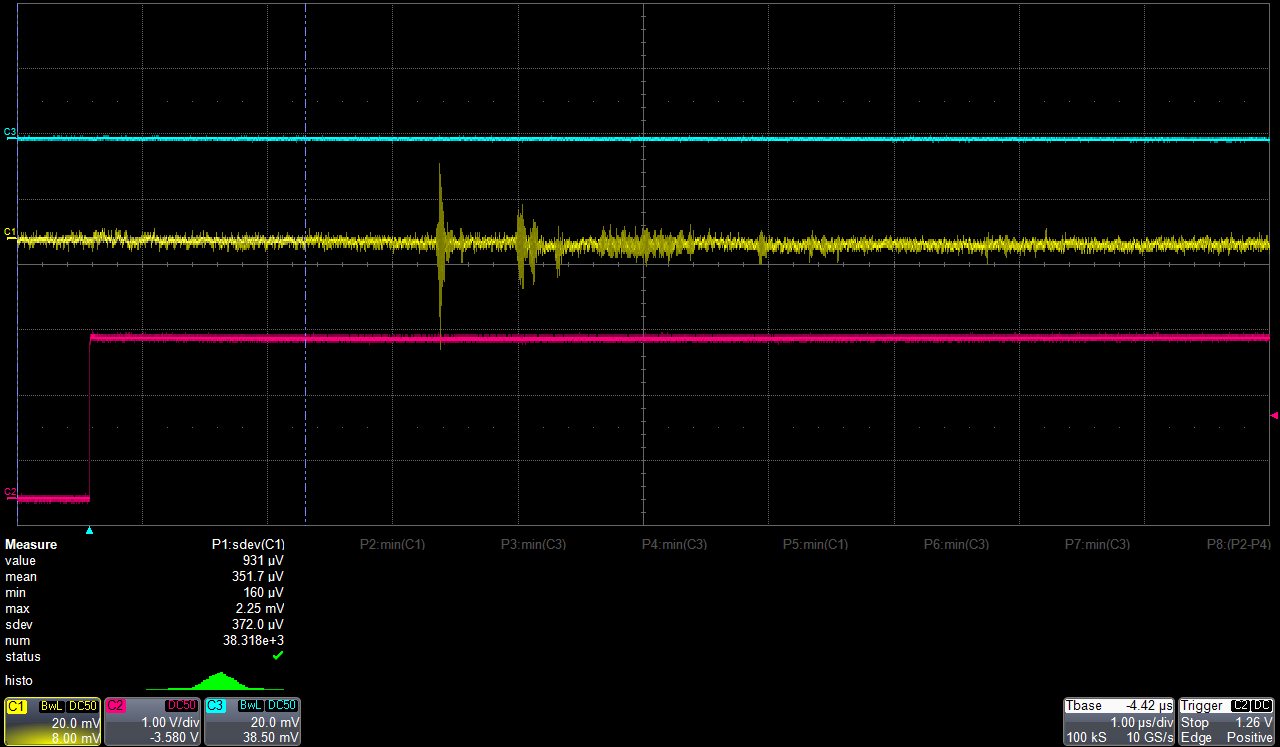 C3
C1
C2
Measure P1:sdev(C1) P2:min(C1) P3:min(C3) P4:min(C3) P5:min(C1) P6:min(C3) P7:min(C3) P8:(P2-P4)
value 931 µV
mean 351.7 µV
min 160 µV
max 2.25 mV
sdev 372.0 µV
num 38.318e+3
status
histo
C1 BwL DC50 C2 DC50 C3 BwL DC50 Tbase -4.42 µs Trigger C2 DC
20.0 mV 1.00 V/div 20.0 mV 1.00 µs/div Stop 1.26 V
8.00 mV -3.580 V 38.50 mV 100 kS 10 GS/s Edge Positive